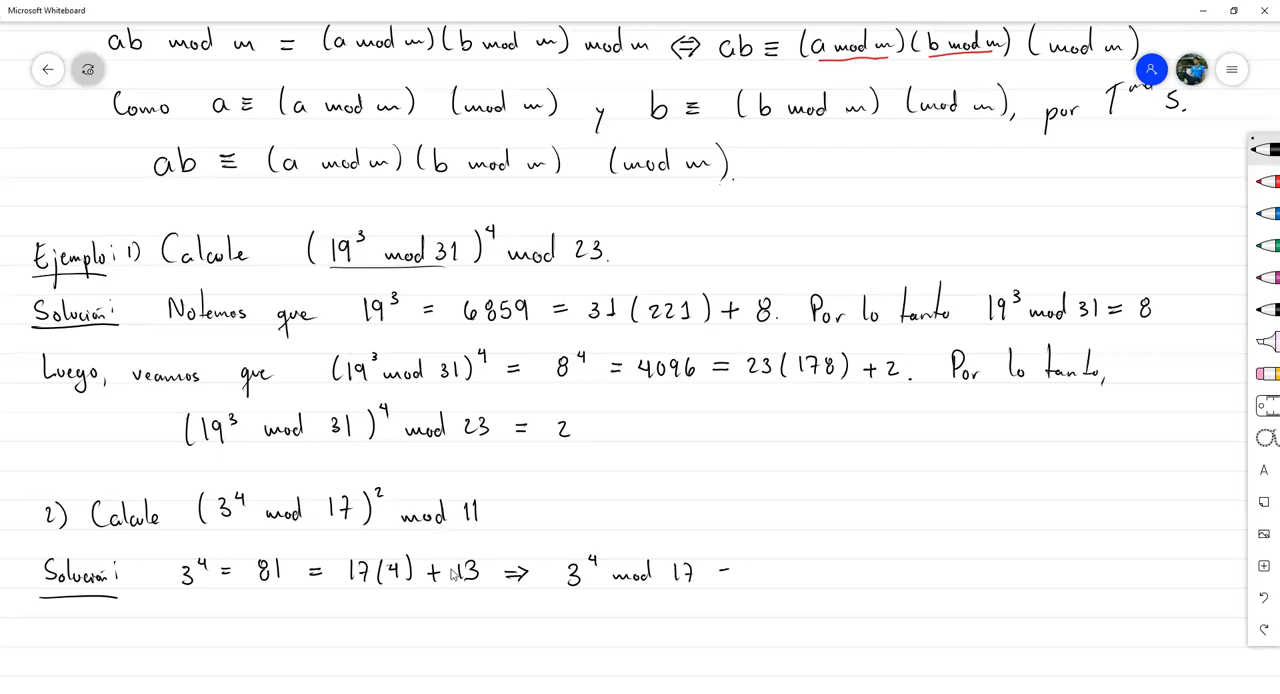 Microsoft Whiteboard
ab mod m = (a mod m)(b mod m) mod m ⇔ ab ≡ (a mod m)(b mod m) (mod m)
Como a ≡ (a mod m) (mod m) y b ≡ (b mod m) (mod m), por Tma 5.
ab ≡ (a mod m)(b mod m) (mod m).
Ejemplo: 1) Calcule (19³ mod 31)⁴ mod 23.
Solución: Notemos que 19³ = 6859 = 31(221) + 8. Por lo tanto 19³ mod 31 = 8
Luego, veamos que (19³ mod 31)⁴ = 8⁴ = 4096 = 23(178) + 2. Por lo tanto,
(19³ mod 31)⁴ mod 23 = 2
2) Calcule (3⁴ mod 17)² mod 11
Solución: 3⁴ = 81 = 17(4) + 13 ⇒ 3⁴ mod 17 -